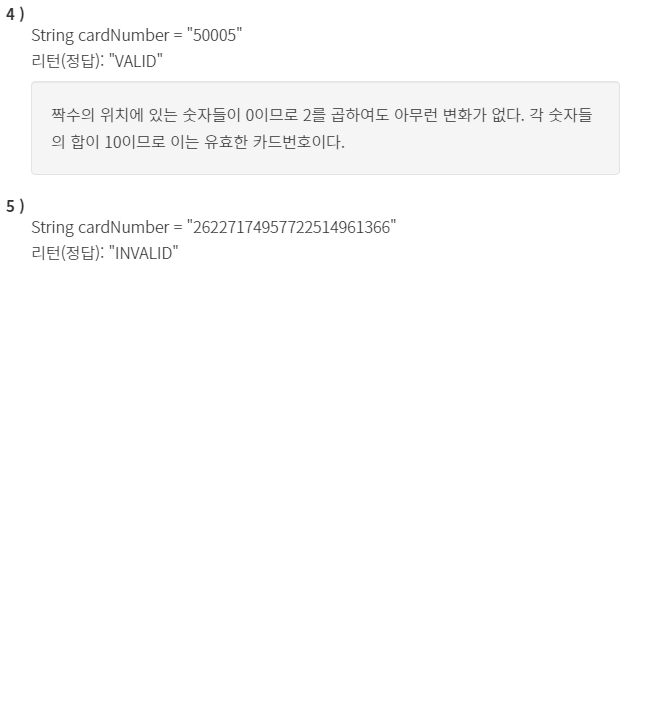 4 )
String cardNumber = "50005"
리턴(정답): "VALID"
짝수의 위치에 있는 숫자들이 0이므로 2를 곱하여도 아무런 변화가 없다. 각 숫자들
의 합이 10이므로 이는 유효한 카드번호이다.
5 )
String cardNumber = "26227174957722514961366"
리턴(정답): "INVALID"